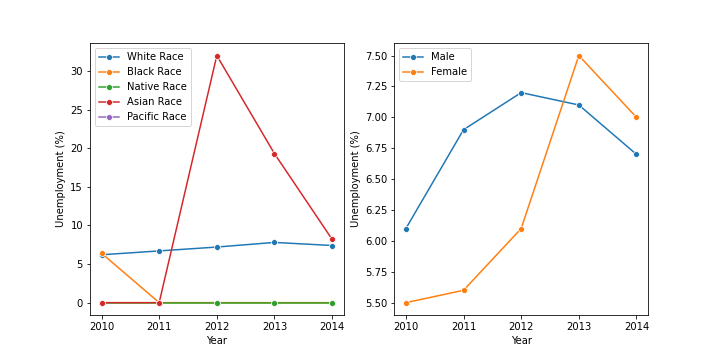 White Race
Black Race
Native Race
Asian Race
Pacific Race
30
25
20
15
10
5
0
Unemployment (%)
2010 2011 2012 2013 2014
Year
Male
Female
7.50
7.25
7.00
6.75
6.50
6.25
6.00
5.75
5.50
Unemployment (%)
2010 2011 2012 2013 2014
Year